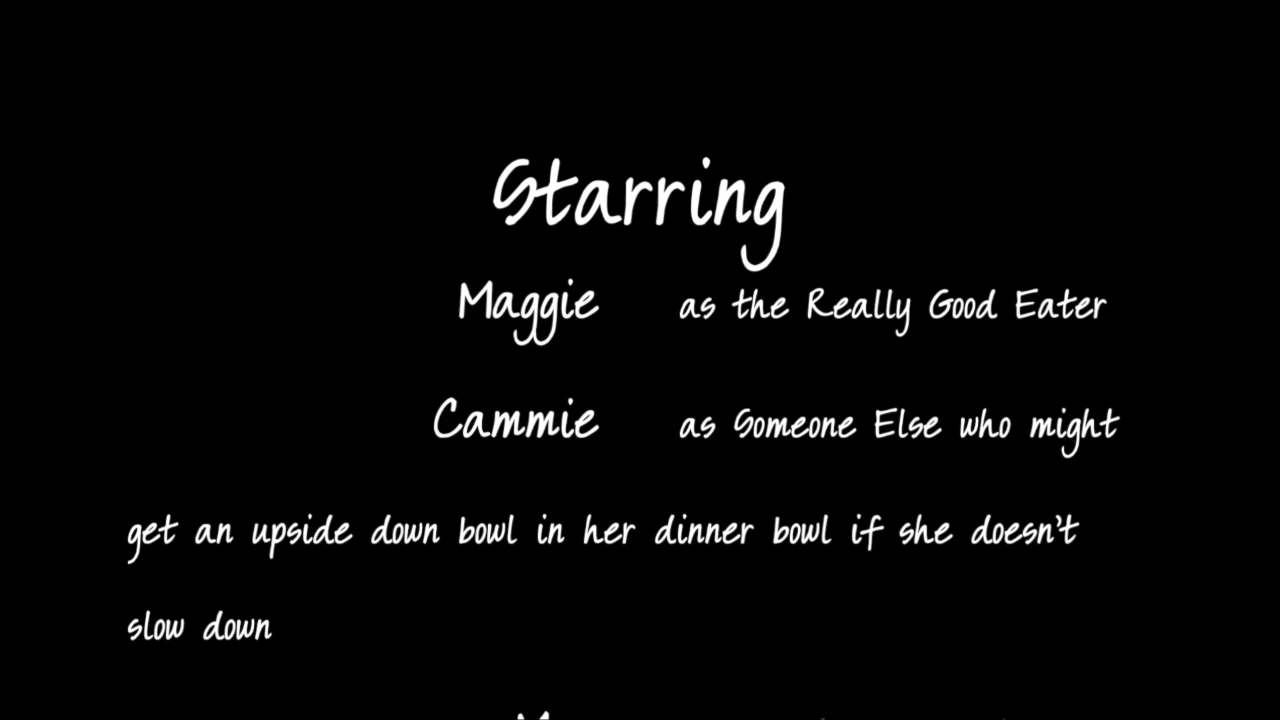 Starring
Maggie as the Really Good Eater
Cammie as Someone Else who might
get an upside down bowl in her dinner bowl if she doesn't
slow down